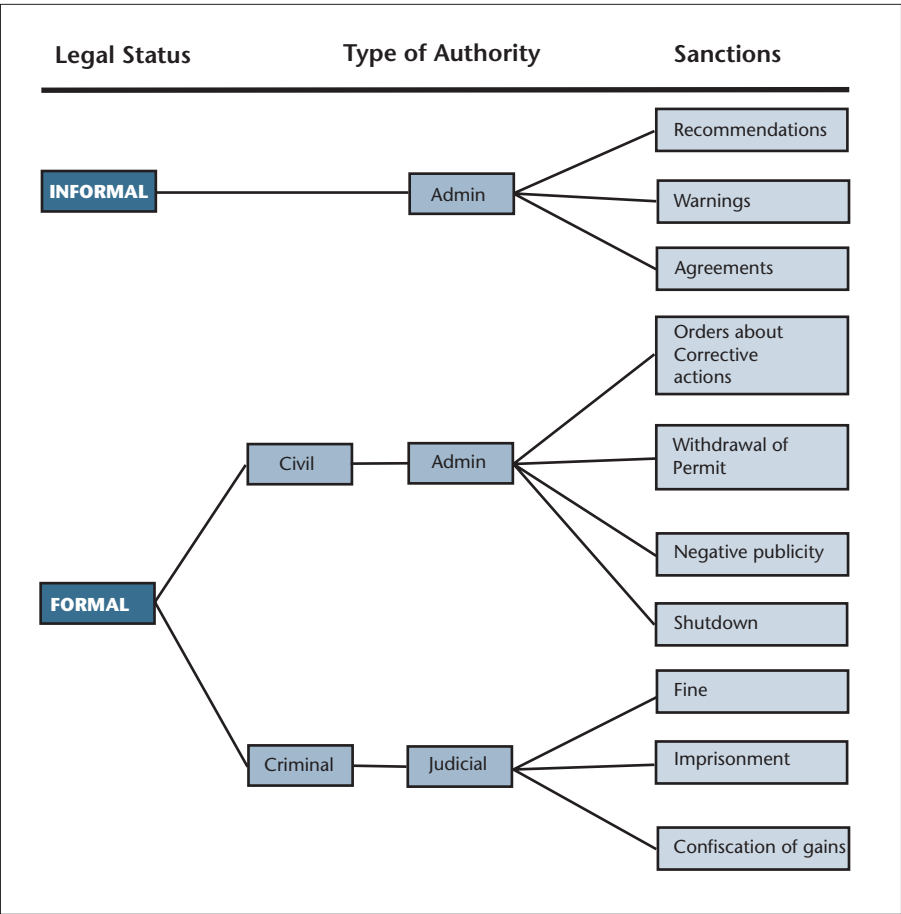 Legal Status
Type of Authority
Sanctions
INFORMAL
Admin
Recommendations
Warnings
Agreements
FORMAL
Civil
Admin
Orders about
Corrective
actions
Withdrawal of
Permit
Negative publicity
Shutdown
Criminal
Judicial
Fine
Imprisonment
Confiscation of gains